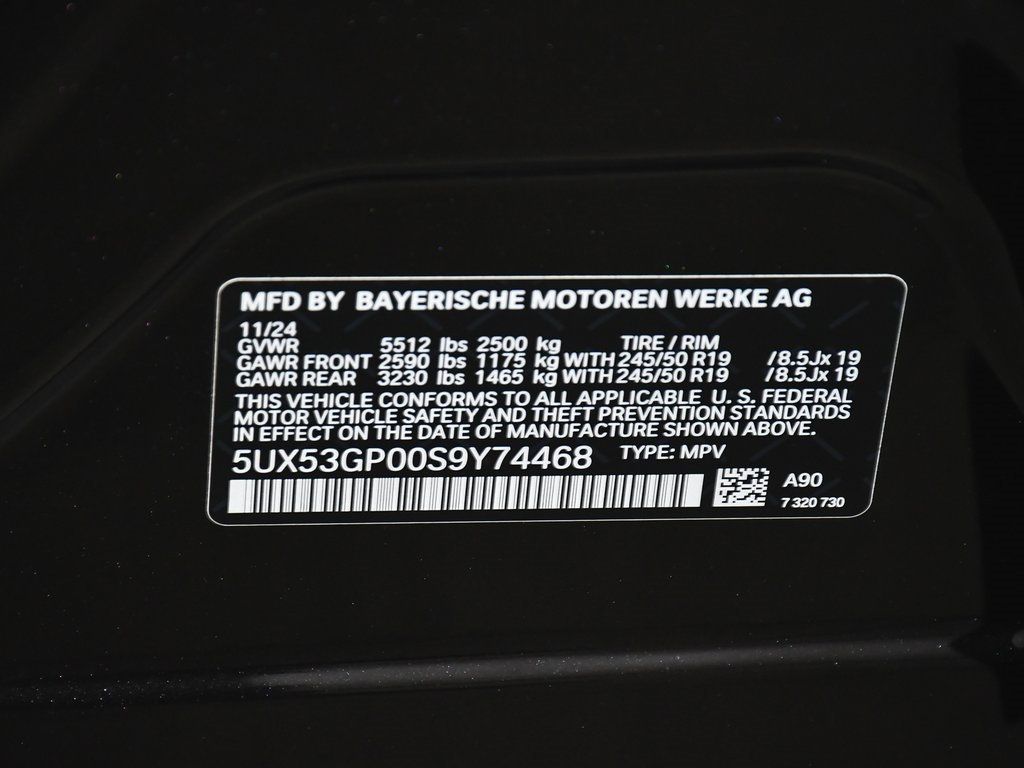 MFD BY BAYERISCHE MOTOREN WERKE AG
11/24
GVWR 5512 lbs 2500 kg TIRE / RIM
GAWR FRONT 2590 lbs 1175 kg WITH 245/50 R19 /8.5Jx 19
GAWR REAR 3230 lbs 1465 kg WITH 245/50 R19 /8.5Jx 19
THIS VEHICLE CONFORMS TO ALL APPLICABLE U. S. FEDERAL
MOTOR VEHICLE SAFETY AND THEFT PREVENTION STANDARDS
IN EFFECT ON THE DATE OF MANUFACTURE SHOWN ABOVE.
5UX53GP00S9Y74468 TYPE: MPV
A90
7 320 730